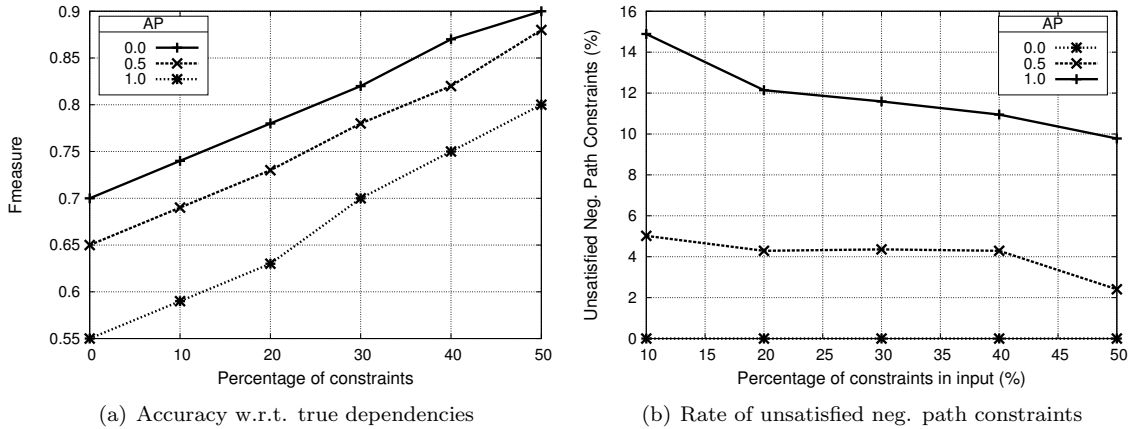 0.9
0.85
0.8
0.75
0.7
0.65
0.6
0.55
Fmeasure
AP
0.0
0.5
1.0
0 10 20 30 40 50
Percentage of constraints
(a) Accuracy w.r.t. true dependencies
16
14
12
10
8
6
4
2
0
Unsatisfied Neg. Path Constraints (%)
AP
0.0
0.5
1.0
10 15 20 25 30 35 40 45 50
Percentage of constraints in input (%)
(b) Rate of unsatisfied neg. path constraints